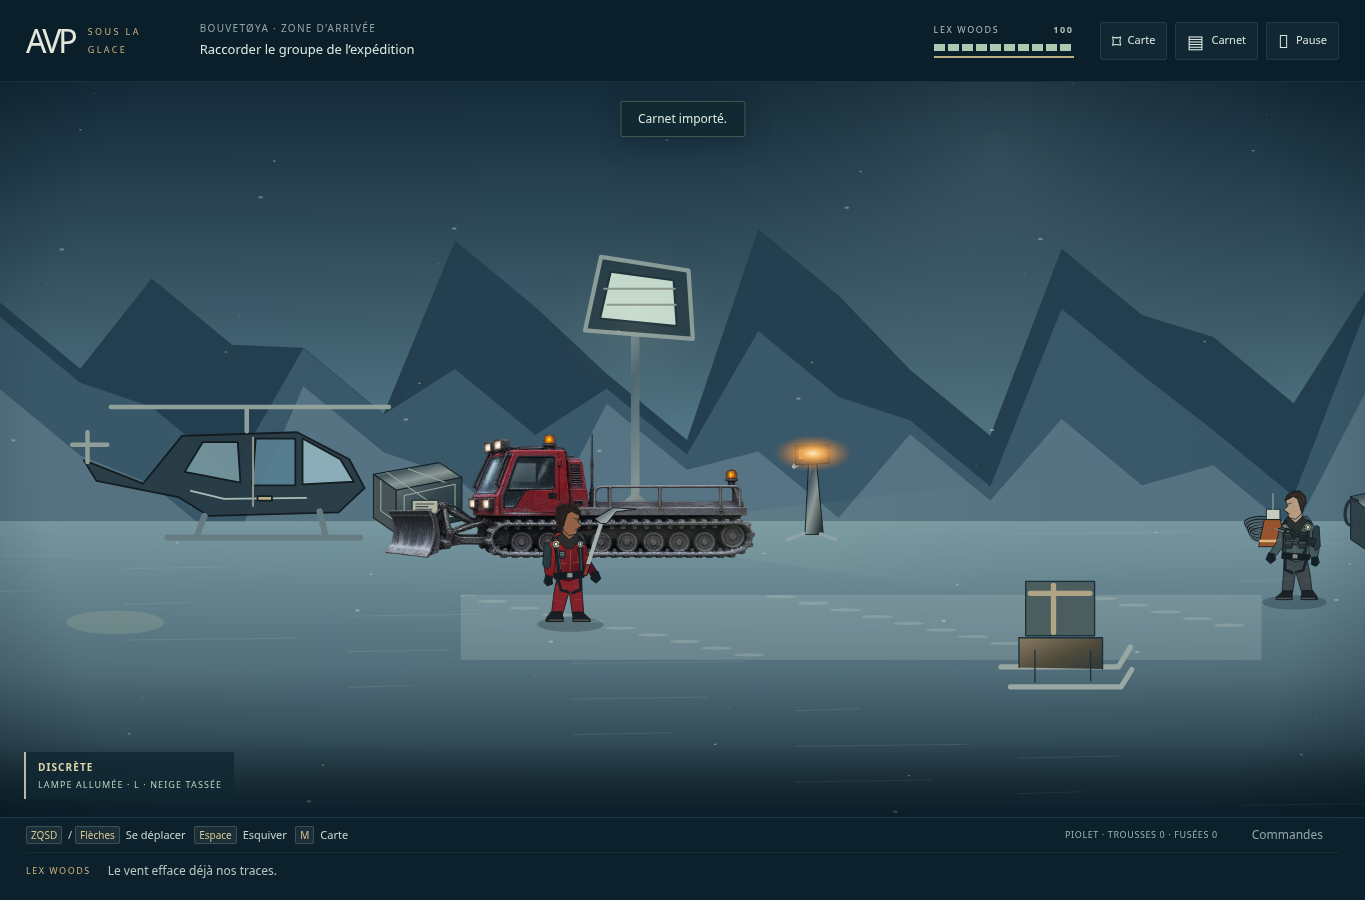 AVP
SOUS LA
GLACE
BOUVETØYA · ZONE D’ARRIVÉE
Raccorder le groupe de l’expédition
LEX WOODS 100
Carte
Carnet
Pause
Carnet importé.
DISCRÈTE
LAMPE ALLUMÉE · L · NEIGE TASSÉE
ZQSD / Flèches Se déplacer Espace Esquiver M Carte
PIOLET · TROUSSES 0 · FUSÉES 0
Commandes
LEX WOODS Le vent efface déjà nos traces.